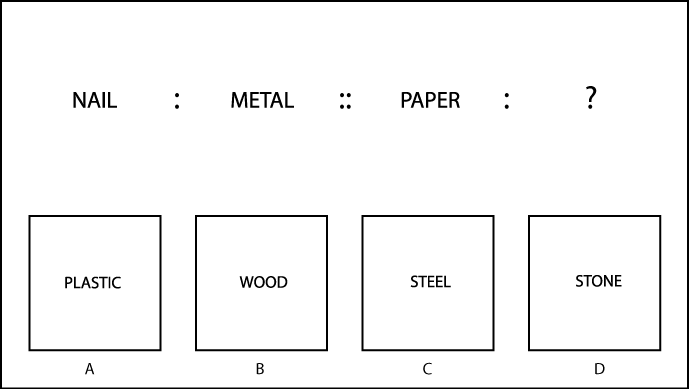 NAIL : METAL :: PAPER : ?
PLASTIC WOOD STEEL STONE
A B C D